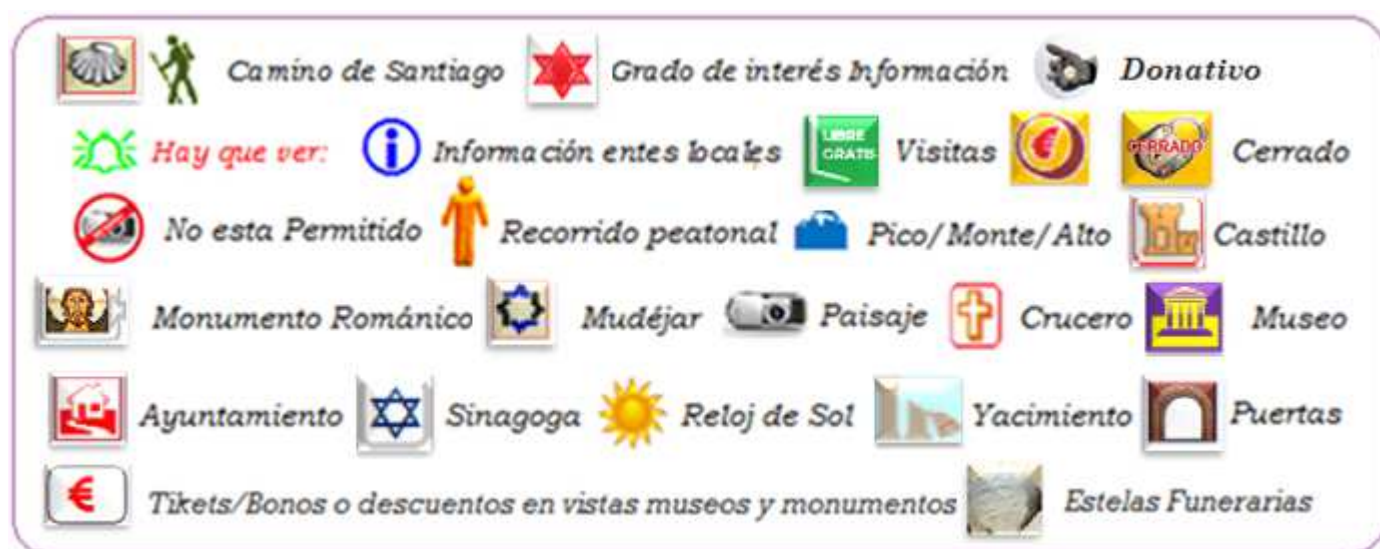 Camino de Santiago Grado de interés Información Donativo
Hay que ver: Información entes locales LIBRE GRATIS Visitas € CERRADO Cerrado
No esta Permitido Recorrido peatonal Pico/Monte/Alto Castillo
Monumento Románico Mudéjar Paisaje Crucero Museo
Ayuntamiento Sinagoga Reloj de Sol Yacimiento Puertas
€ Tikets/Bonos o descuentos en vistas museos y monumentos Estelas Funerarias